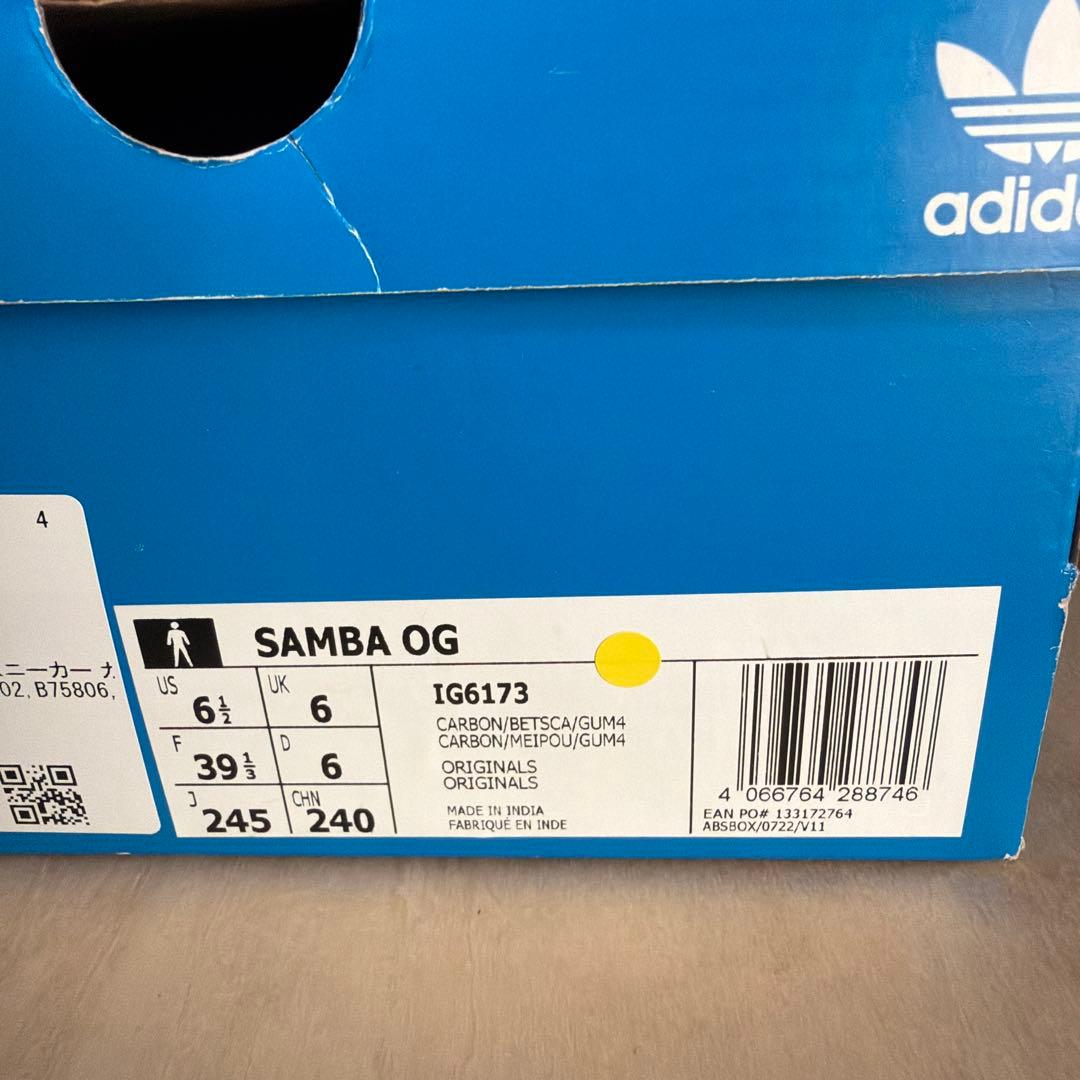 adida
4
ニーカー ナ
02, B75806,
SAMBA OG
US 6½ UK 6
F 39⅓ D 6
J 245 CHN 240
IG6173
CARBON/BETSCA/GUM4
CARBON/MEIPOU/GUM4
ORIGINALS
ORIGINALS
MADE IN INDIA
FABRIQUÉ EN INDE
4 066764 288746
EAN PO# 133172764
ABSBOX/0722/V11